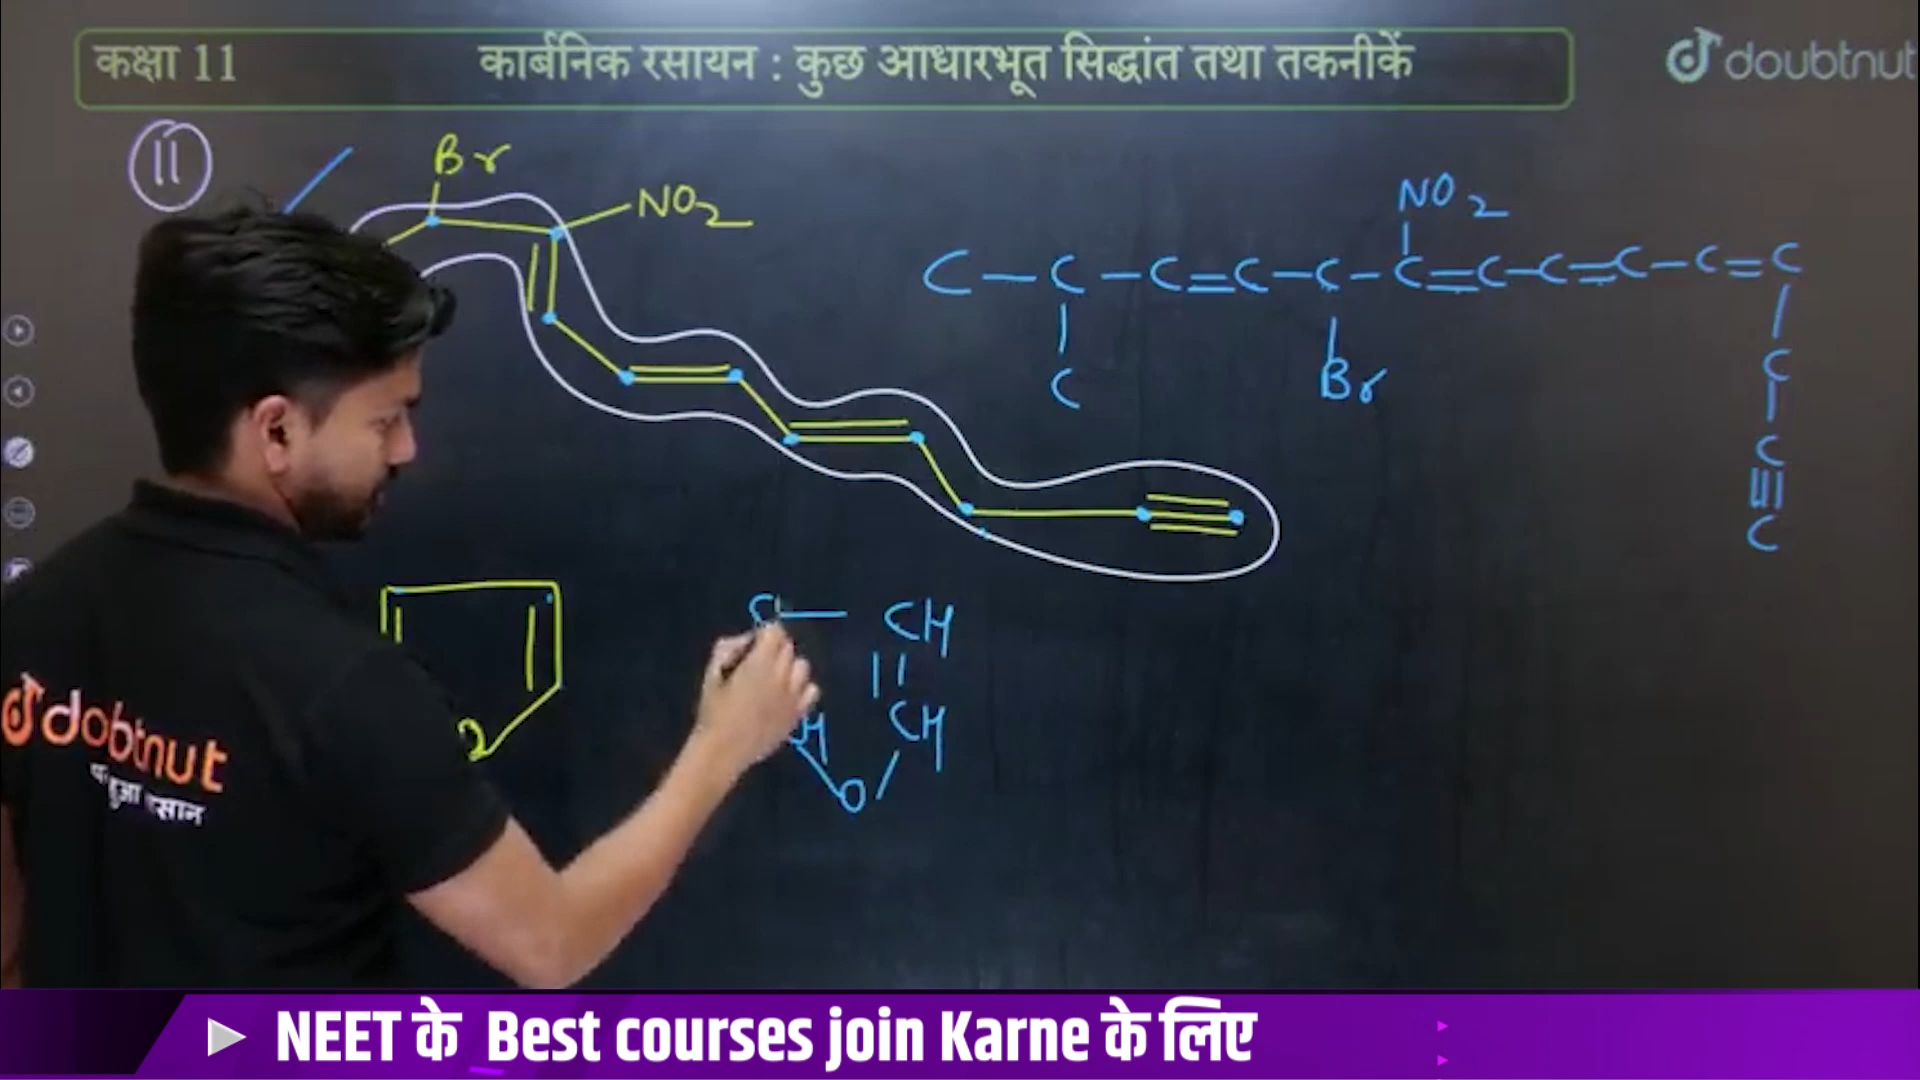 कक्षा 11 कार्बनिक रसायन : कुछ आधारभूत सिद्धांत तथा तकनीकें
doubtnut
11
Br
NO2
NO2
C – C – C = C – C – C = C – C = C – C = C
C Br C
C
≡
C
C — CH
||
CH CH
O
dobtnut
हुआ सान
NEET के Best courses join Karne के लिए